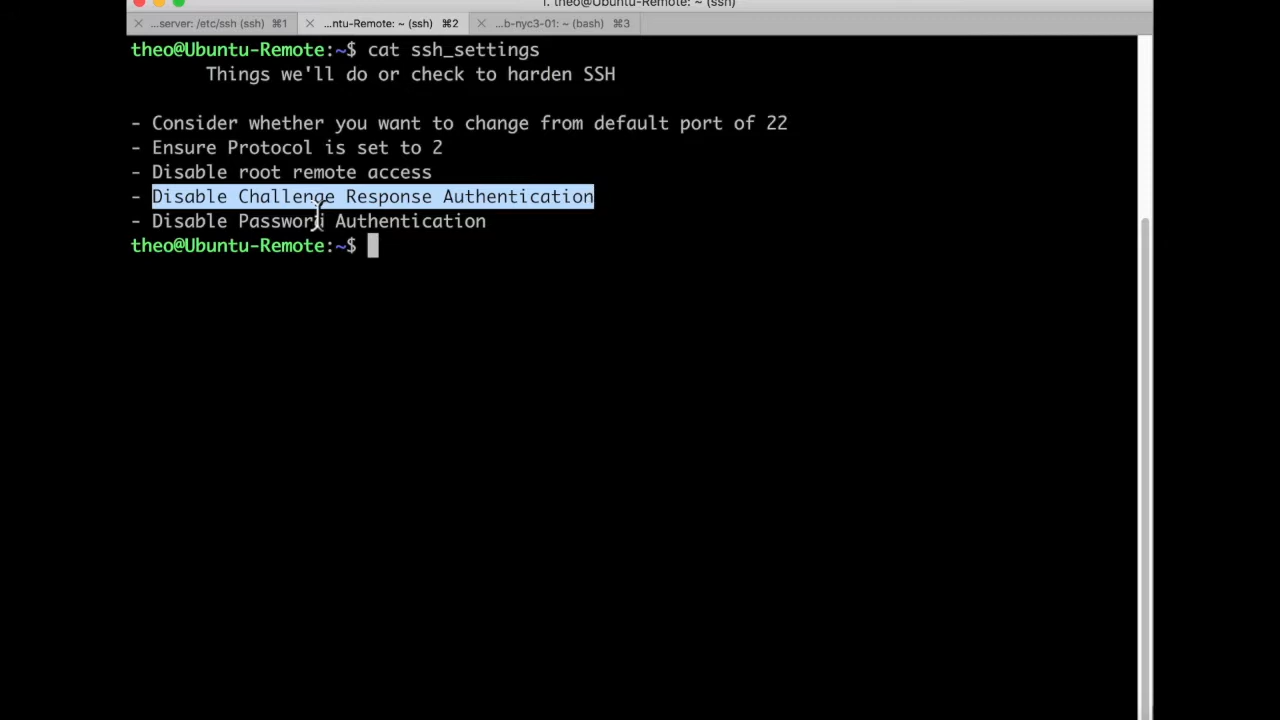 1. theo@Ubuntu-Remote: ~ (ssh)
...server: /etc/ssh (ssh) ⌘1
...ntu-Remote: ~ (ssh) ⌘2
...b-nyc3-01: ~ (bash) ⌘3
theo@Ubuntu-Remote:~$ cat ssh_settings
Things we'll do or check to harden SSH
- Consider whether you want to change from default port of 22
- Ensure Protocol is set to 2
- Disable root remote access
- Disable Challenge Response Authentication
- Disable Password Authentication
theo@Ubuntu-Remote:~$